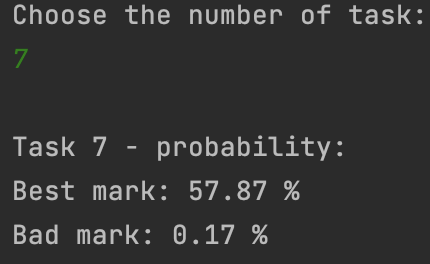 Choose the number of task:
7
Task 7 - probability:
Best mark: 57.87 %
Bad mark: 0.17 %